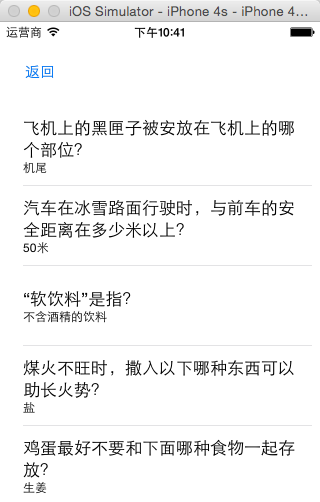 iOS Simulator - iPhone 4s - iPhone 4...
运营商 下午10:41
返回
飞机上的黑匣子被安放在飞机上的哪
个部位?
机尾
汽车在冰雪路面行驶时，与前车的安
全距离在多少米以上?
50米
“软饮料”是指?
不含酒精的饮料
煤火不旺时，撒入以下哪种东西可以
助长火势?
盐
鸡蛋最好不要和下面哪种食物一起存
放?
生姜